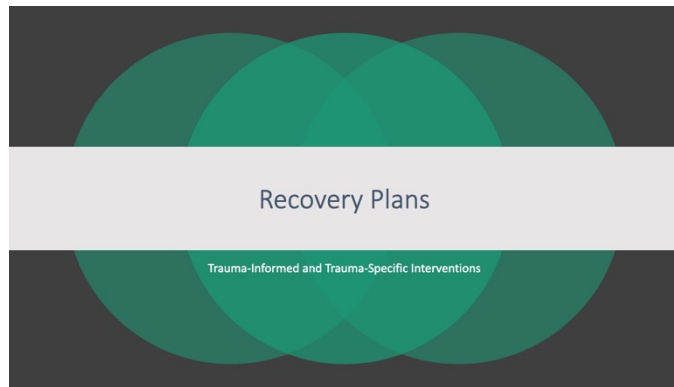 Recovery Plans
Trauma-Informed and Trauma-Specific Interventions